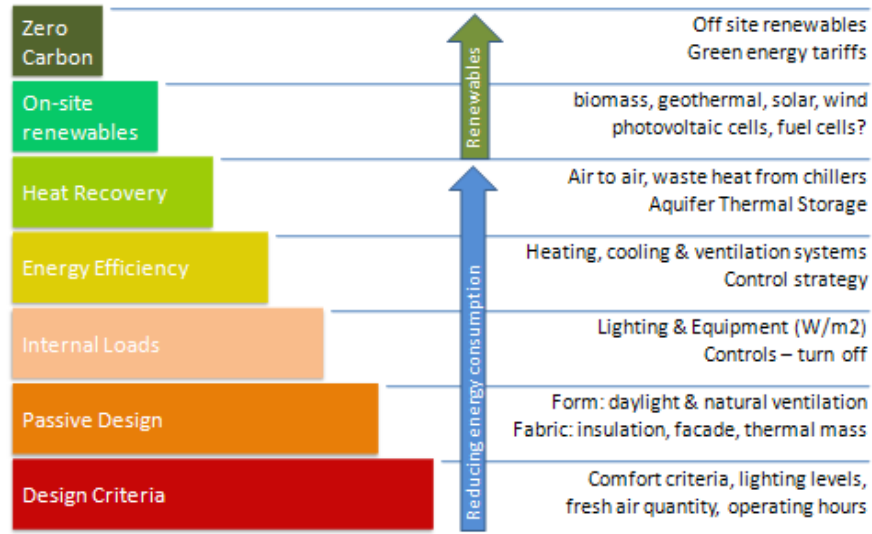 Zero
Carbon
Off site renewables
Green energy tariffs
On-site
renewables
biomass, geothermal, solar, wind
photovoltaic cells, fuel cells?
Renewables
Heat Recovery
Air to air, waste heat from chillers
Aquifer Thermal Storage
Energy Efficiency
Heating, cooling & ventilation systems
Control strategy
Internal Loads
Lighting & Equipment (W/m2)
Controls – turn off
Passive Design
Form: daylight & natural ventilation
Fabric: insulation, facade, thermal mass
Design Criteria
Comfort criteria, lighting levels,
fresh air quantity, operating hours
Reducing energy consumption